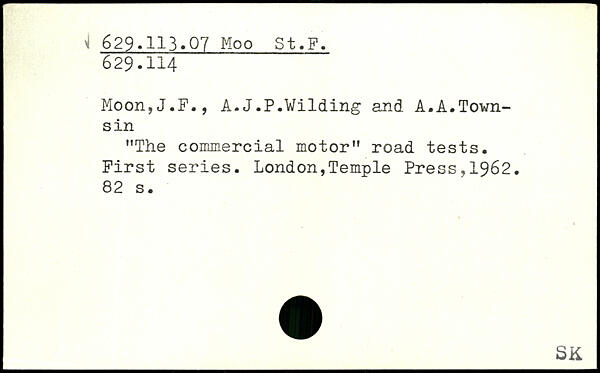 629.113.07 Moo St.F.
629.114
Moon,J.F., A.J.P.Wilding and A.A.Town-
sin
"The commercial motor" road tests.
First series. London,Temple Press,1962.
82 s.
SK